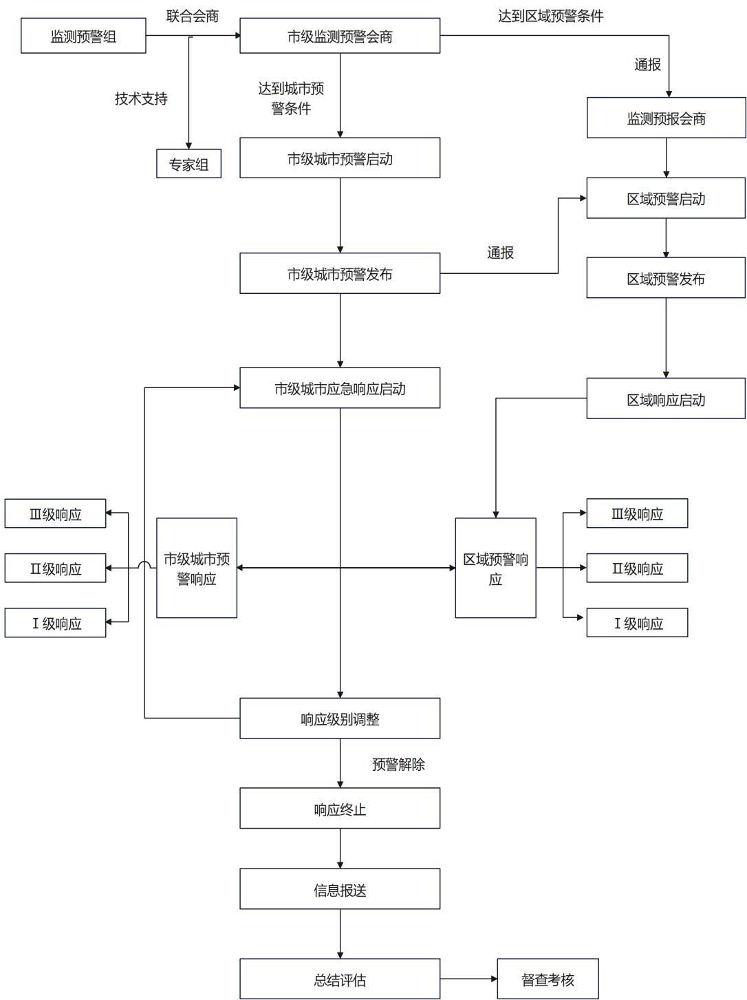 联合会商
达到区域预警条件
监测预警组
市级监测预警会商
通报
达到城市预
警条件
技术支持
监测预报会商
专家组
市级城市预警启动
区域预警启动
通报
市级城市预警发布
区域预警发布
市级城市应急响应启动
区域响应启动
Ⅲ级响应
Ⅲ级响应
市级城市预
警响应
区域预警响
应
Ⅱ级响应
Ⅱ级响应
Ⅰ级响应
Ⅰ级响应
响应级别调整
预警解除
响应终止
信息报送
总结评估
督查考核